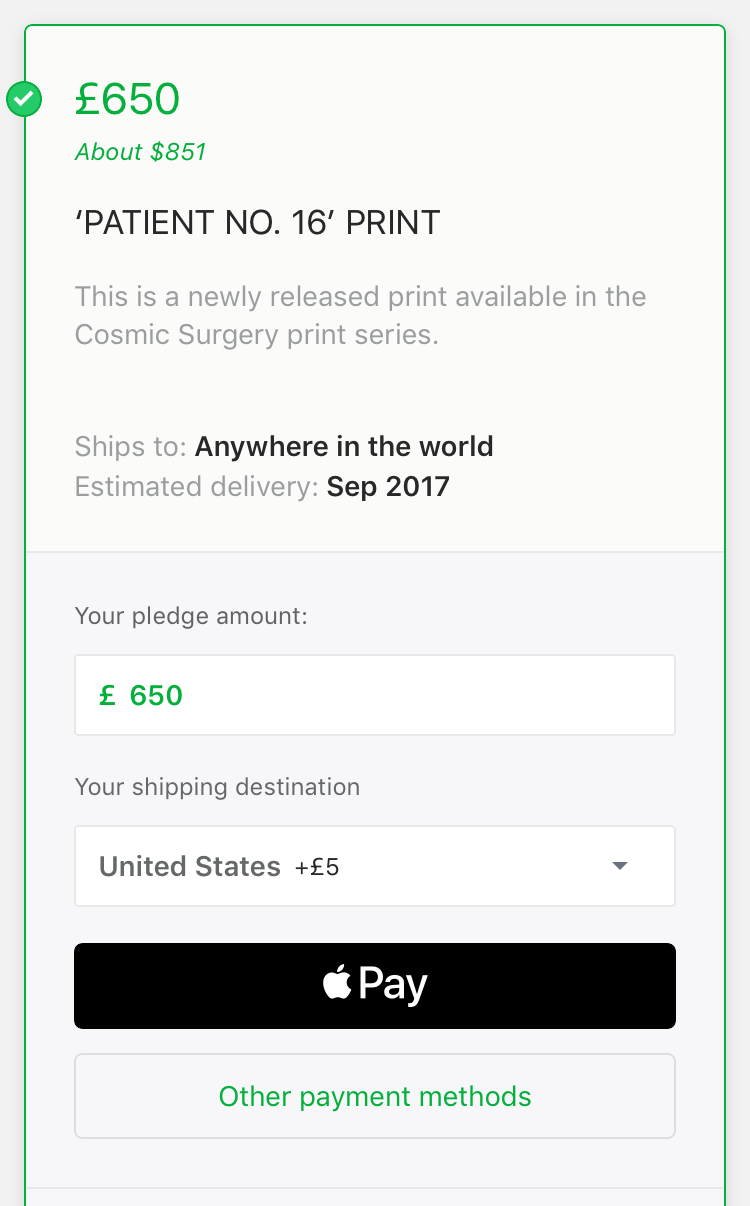 £650
About $851
‘PATIENT NO. 16’ PRINT
This is a newly released print available in the
Cosmic Surgery print series.
Ships to: Anywhere in the world
Estimated delivery: Sep 2017
Your pledge amount:
£ 650
Your shipping destination
United States +£5
Pay
Other payment methods